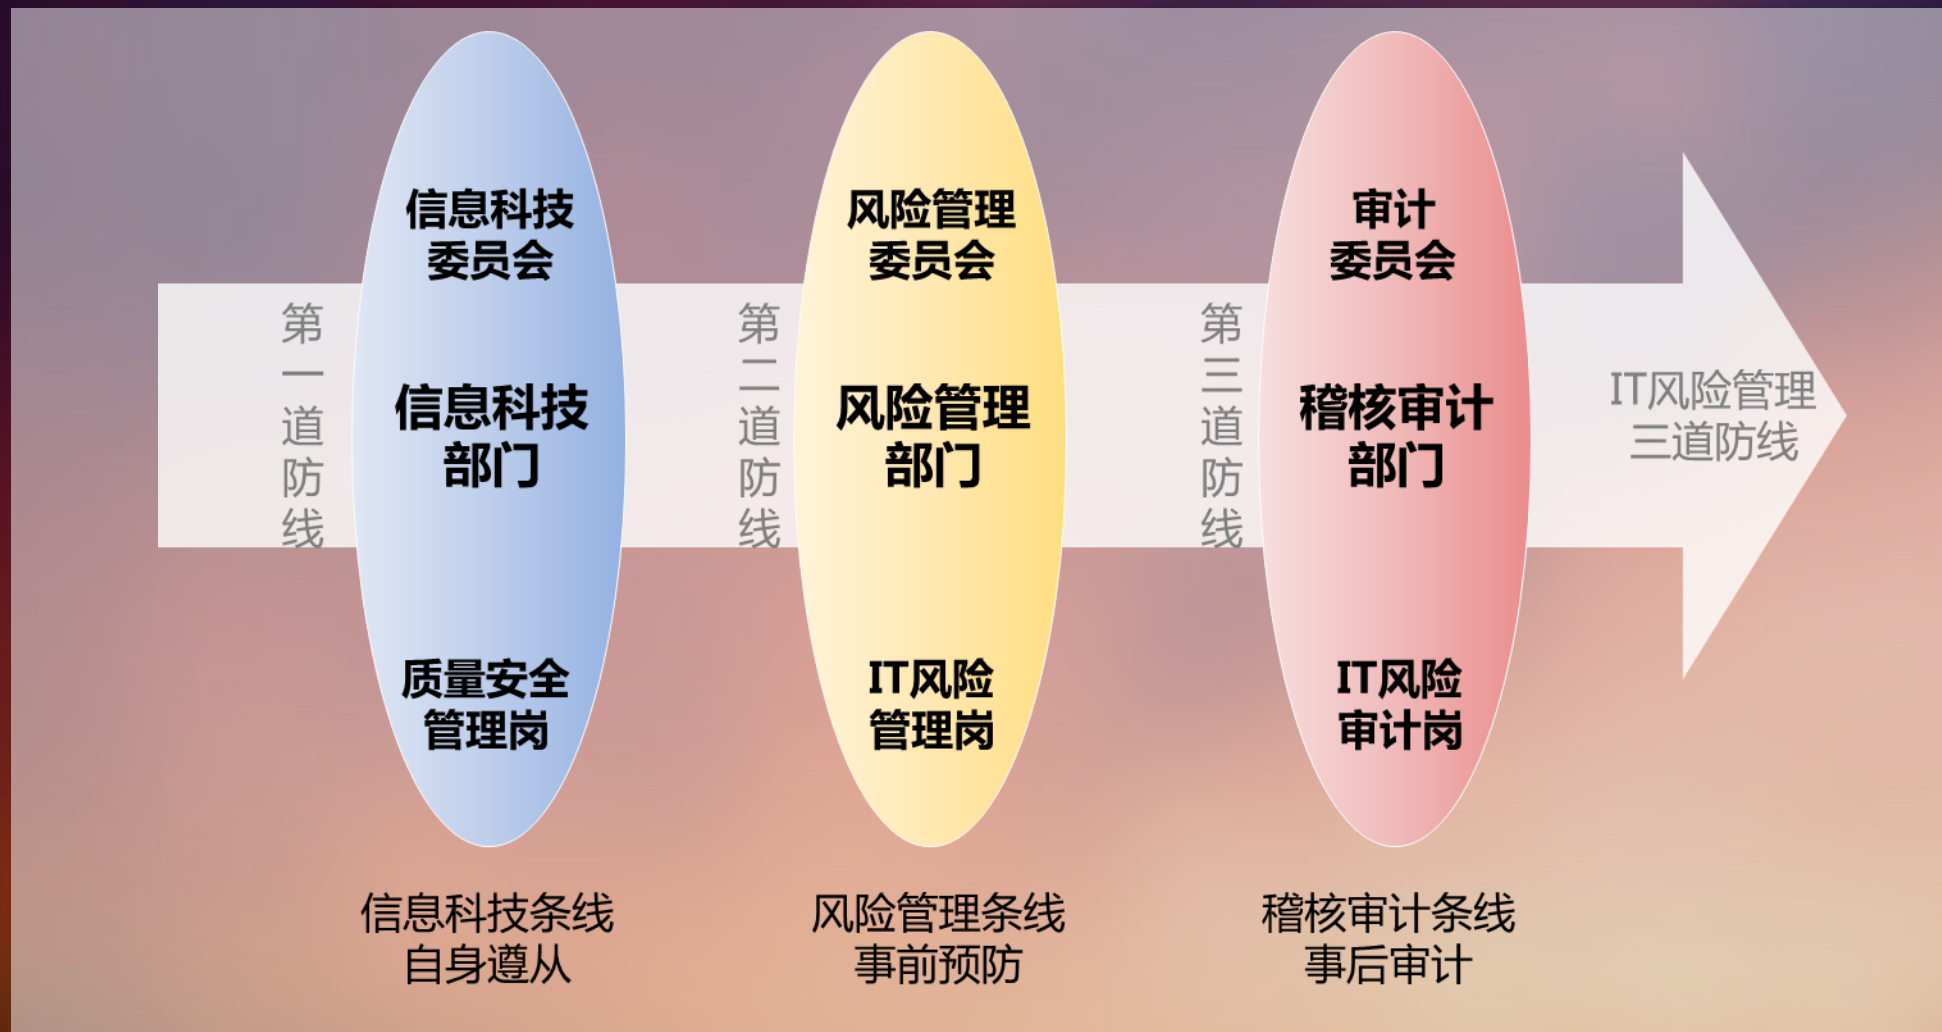 第一道防线
信息科技
委员会
信息科技
部门
质量安全
管理岗
信息科技条线
自身遵从
第二道防线
风险管理
委员会
风险管理
部门
IT风险
管理岗
风险管理条线
事前预防
第三道防线
审计
委员会
稽核审计
部门
IT风险
审计岗
稽核审计条线
事后审计
IT风险管理
三道防线